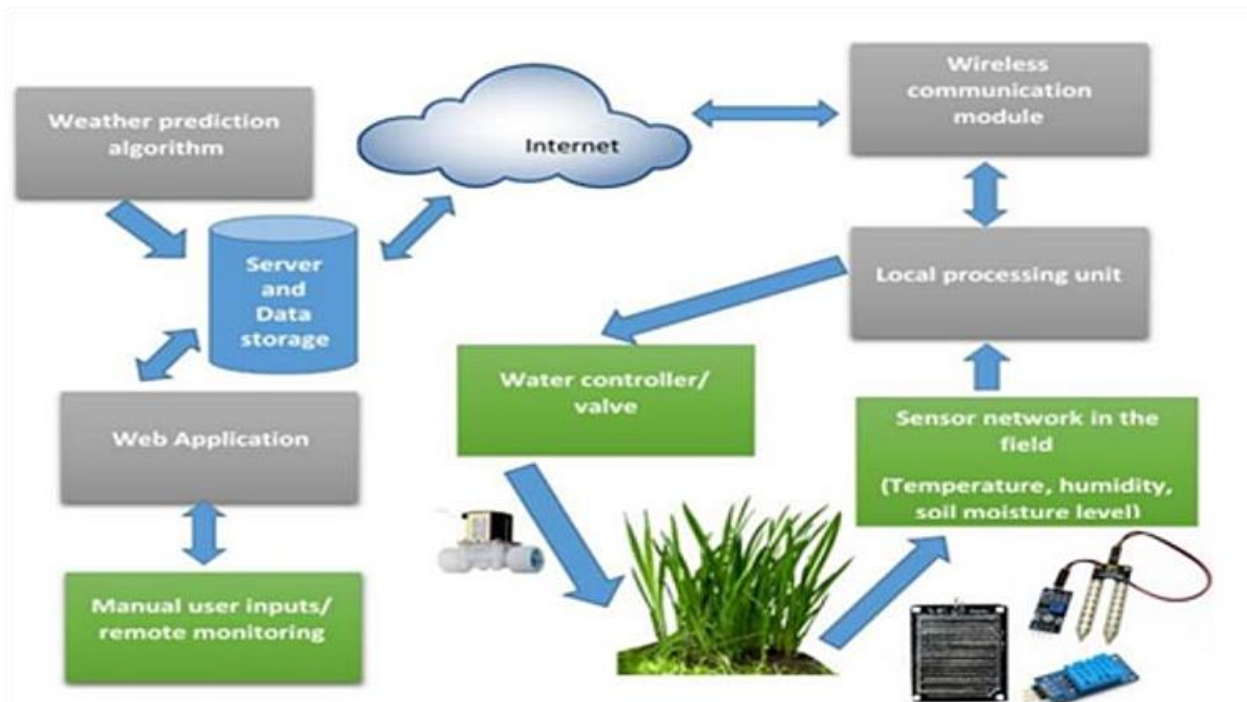 Weather prediction
algorithm
Internet
Wireless
communication
module
Server
and
Data
storage
Local processing unit
Water controller/
valve
Web Application
Sensor network in the
field
(Temperature, humidity,
soil moisture level)
Manual user inputs/
remote monitoring